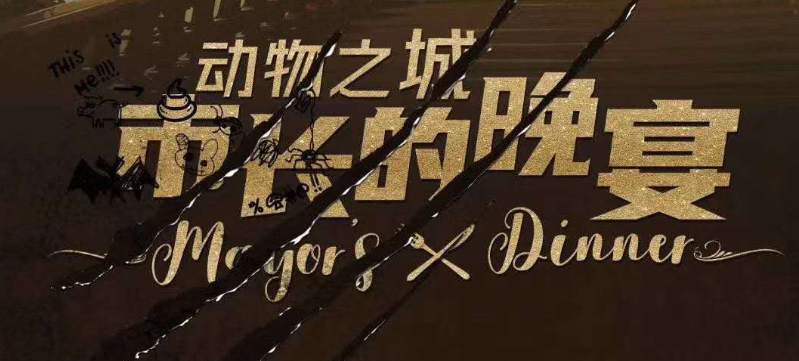 THIS is
ME!!!!
动物之城
市长的晚宴
%@#!!
Mayor's Dinner